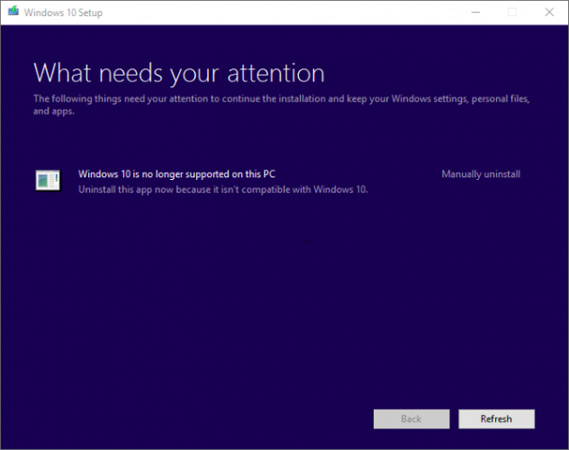 Windows 10 Setup
What needs your attention
The following things need your attention to continue the installation and keep your Windows settings, personal files,
and apps.
Windows 10 is no longer supported on this PC
Manually uninstall
Uninstall this app now because it isn't compatible with Windows 10.
Back
Refresh